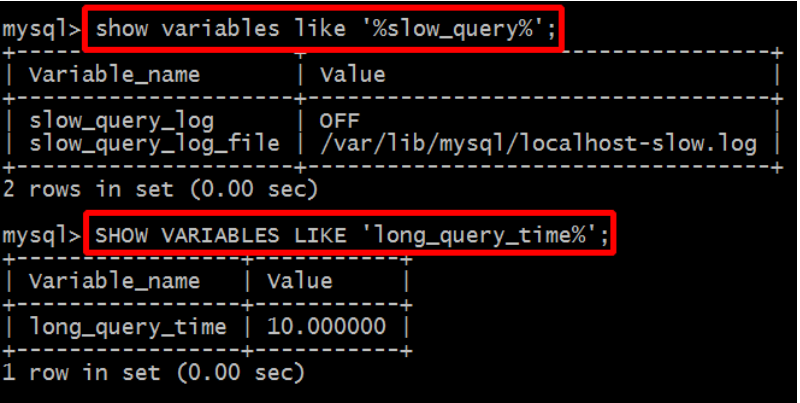 mysql> show variables like '%slow_query%';
+---------------------+-----------------------------------+
| Variable_name       | Value                             |
+---------------------+-----------------------------------+
| slow_query_log      | OFF                               |
| slow_query_log_file | /var/lib/mysql/localhost-slow.log |
+---------------------+-----------------------------------+
2 rows in set (0.00 sec)
mysql> SHOW VARIABLES LIKE 'long_query_time%';
+-----------------+-----------+
| Variable_name   | Value     |
+-----------------+-----------+
| long_query_time | 10.000000 |
+-----------------+-----------+
1 row in set (0.00 sec)